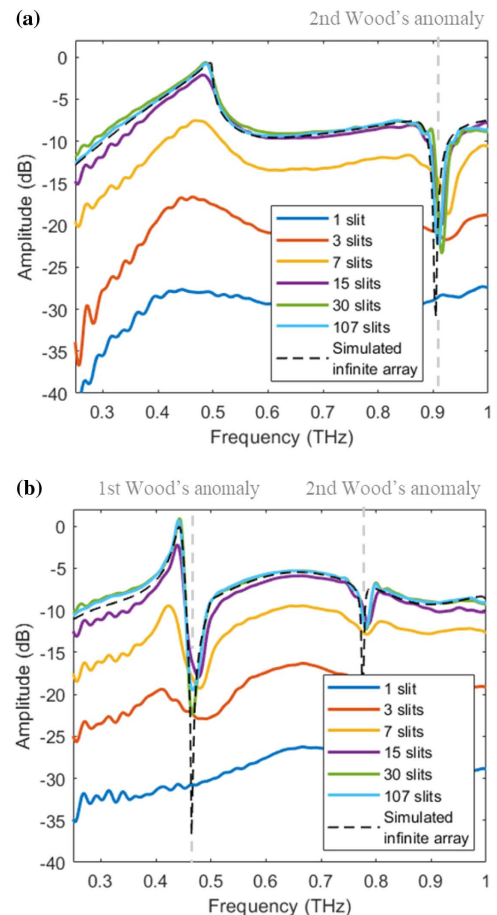 (a)
2nd Wood's anomaly
0
-5
-10
-15
-20
-25
-30
-35
-40
Amplitude (dB)
1 slit
3 slits
7 slits
15 slits
30 slits
107 slits
Simulated
infinite array
0.3 0.4 0.5 0.6 0.7 0.8 0.9 1
Frequency (THz)
(b)
1st Wood's anomaly 2nd Wood's anomaly
0
-5
-10
-15
-20
-25
-30
-35
-40
Amplitude (dB)
1 slit
3 slits
7 slits
15 slits
30 slits
107 slits
Simulated
infinite array
0.3 0.4 0.5 0.6 0.7 0.8 0.9 1
Frequency (THz)